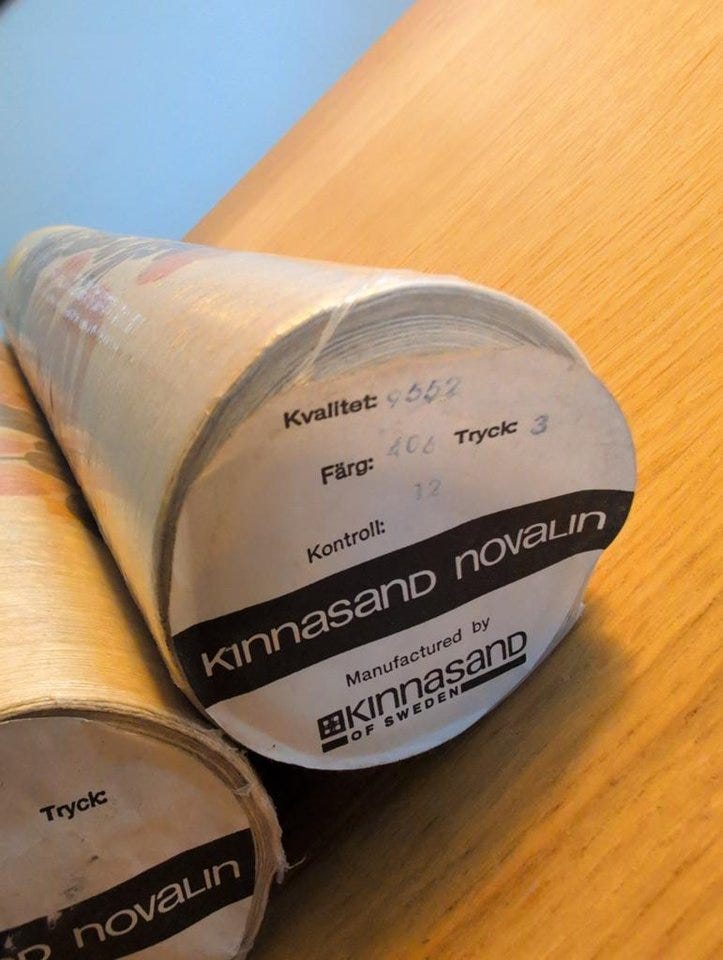 Kvalitet: 9552
Färg: 406 Tryck: 3
12
Kontroll:
KINNASAND NOVALIN
Manufactured by
KINNASAND
OF SWEDEN
Tryck:
NOVALIN